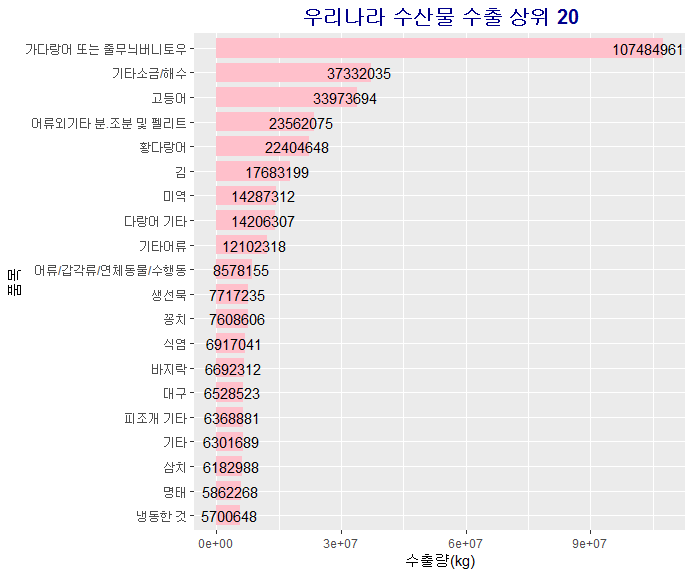 우리나라 수산물 수출 상위 20
품목
가다랑어 또는 줄무늬버니토우 107484961
기타소금/해수 37332035
고등어 33973694
어류외기타 분.조분 및 펠리트 23562075
황다랑어 22404648
김 17683199
미역 14287312
다랑어 기타 14206307
기타어류 12102318
어류/갑각류/연체동물/수행동 8578155
생선묵 7717235
꽁치 7608606
식염 6917041
바지락 6692312
대구 6528523
피조개 기타 6368881
기타 6301689
삼치 6182988
명태 5862268
냉동한 것 5700648
0e+00 3e+07 6e+07 9e+07
수출량(kg)